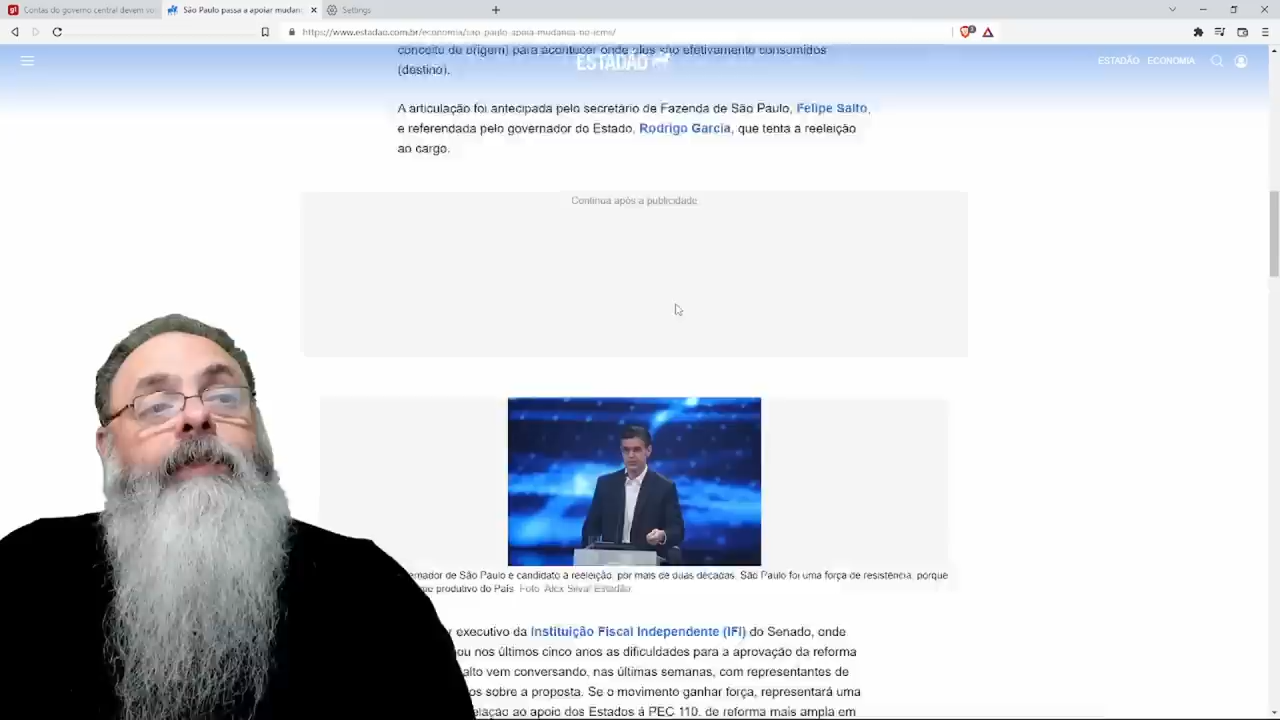 Contas do governo central devem vol
São Paulo passa a apoiar mudanç
Settings
https://www.estadao.com.br/economia/sao_paulo_apoia-mudanca-no-icms/
conceito de origem) para acontecer onde eles são efetivamente consumidos
(destino).
ESTADÃO
ESTADÃO ECONOMIA
A articulação foi antecipada pelo secretário de Fazenda de São Paulo, Felipe Salto,
e referendada pelo governador do Estado, Rodrigo Garcia, que tenta a reeleição
ao cargo.
Continua após a publicidade
ernador de São Paulo e candidato à reeleição; por mais de duas décadas, São Paulo foi uma força de resistência, porque
produtivo do País Foto: Alex Silva/ Estadão
executivo da Instituição Fiscal Independente (IFI) do Senado, onde
ou nos últimos cinco anos as dificuldades para a aprovação da reforma
alto vem conversando, nas últimas semanas, com representantes de
os sobre a proposta. Se o movimento ganhar força, representará uma
elação ao apoio dos Estados à PEC 110, de reforma mais ampla em